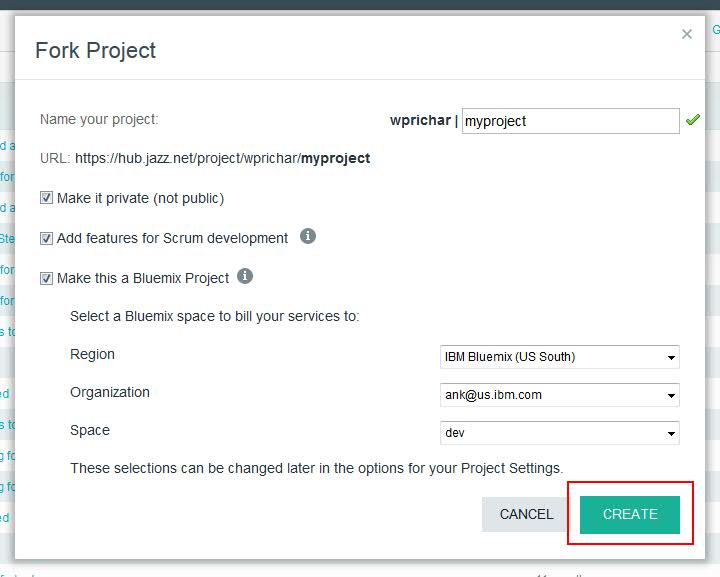 Fork Project
Name your project:
wprichar | myproject
URL: https://hub.jazz.net/project/wprichar/myproject
Make it private (not public)
Add features for Scrum development
Make this a Bluemix Project
Select a Bluemix space to bill your services to:
Region
IBM Bluemix (US South)
Organization
ank@us.ibm.com
Space
dev
These selections can be changed later in the options for your Project Settings.
CANCEL
CREATE